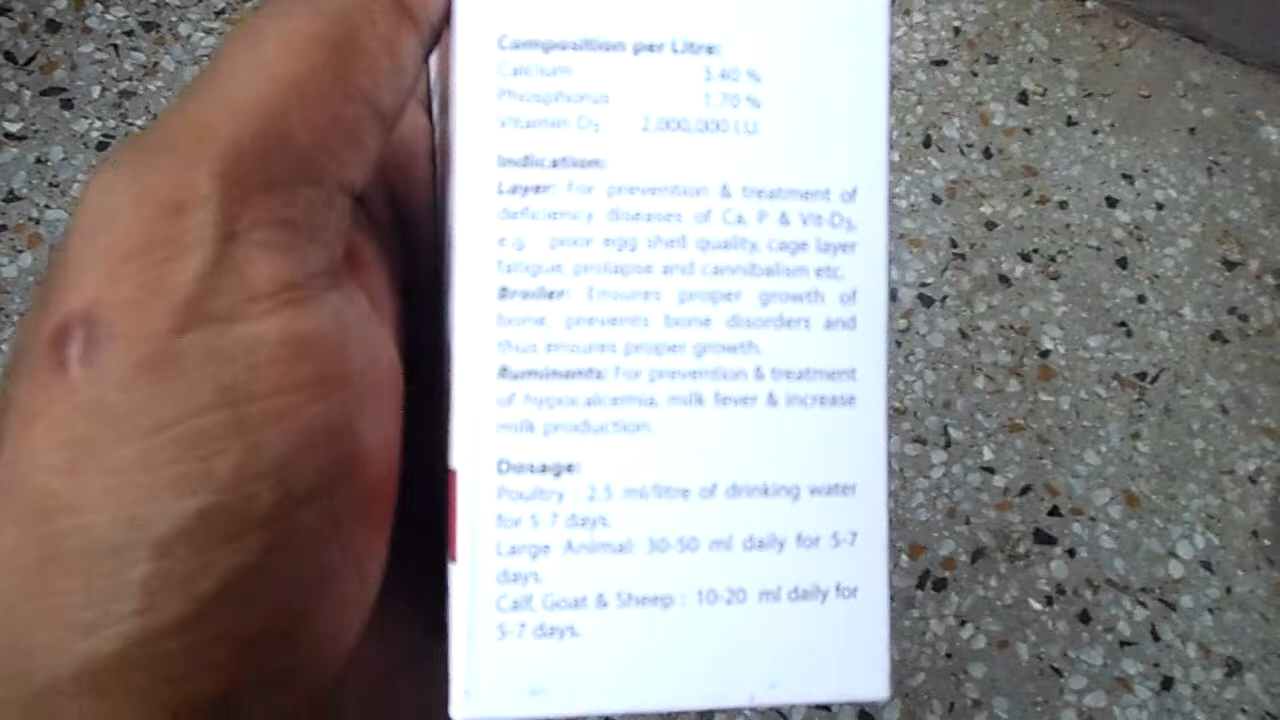 Composition per Litre:
Calcium 3.40 %
Phosphorus 1.70 %
Vitamin D₃ 2,000,000 I.U.
Indication:
Layer: For prevention & treatment of
deficiency diseases of Ca, P & Vit-D₃,
e.g. poor egg shell quality, cage layer
fatigue, prolapse and cannibalism etc.
Broiler: Ensures proper growth of
bone, prevents bone disorders and
thus ensures proper growth.
Ruminants: For prevention & treatment
of hypocalcemia, milk fever & increase
milk production.
Dosage:
Poultry : 2.5 ml/litre of drinking water
for 5-7 days.
Large Animal: 30-50 ml daily for 5-7
days.
Calf, Goat & Sheep : 10-20 ml daily for
5-7 days.